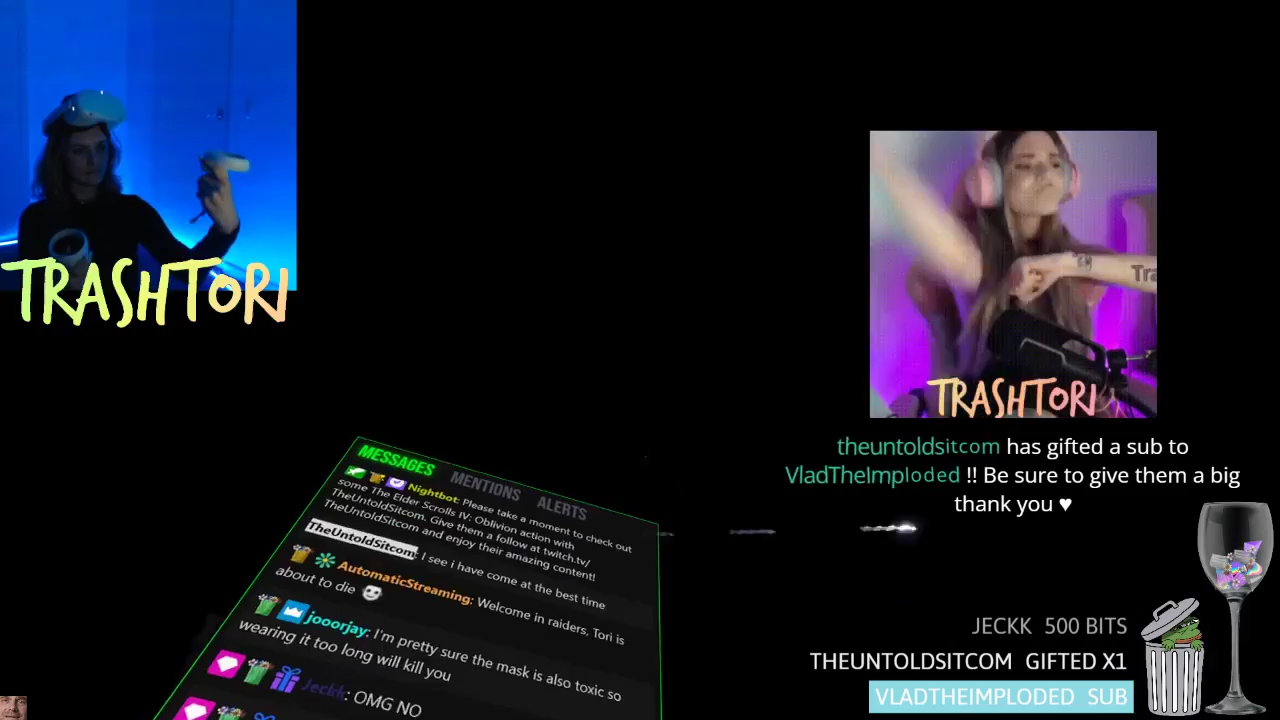 TRASHTORI
TRASHTORI
theuntoldsitcom has gifted a sub to
VladTheImploded !! Be sure to give them a big
thank you ♥
MESSAGES MENTIONS ALERTS
Nightbot: Please take a moment to check out
some The Elder Scrolls IV: Oblivion action with
TheUntoldSitcom. Give them a follow at twitch.tv/
TheUntoldSitcom and enjoy their amazing content!
TheUntoldSitcom: I see i have come at the best time
AutomaticStreaming: Welcome in raiders, Tori is
about to die
jooorjay: I'm pretty sure the mask is also toxic so
wearing it too long will kill you
Jeckk: OMG NO
JECKK 500 BITS
THEUNTOLDSITCOM GIFTED X1
VLADTHEIMPLODED SUB